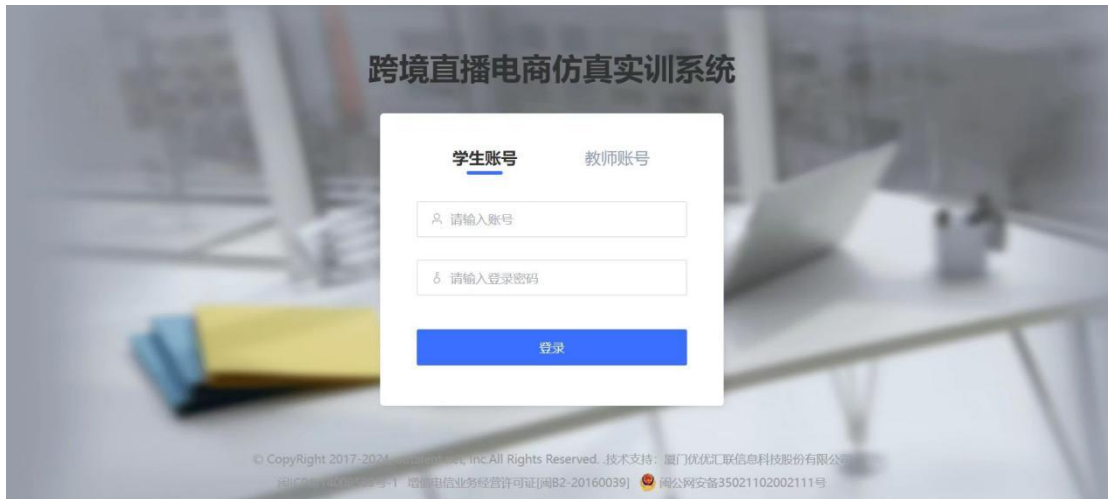 跨境直播电商仿真实训系统
学生账号 教师账号
请输入账号
请输入登录密码
登录
© CopyRight 2017-2024 Inc.All Rights Reserved. .技术支持：厦门优优汇联信息科技股份有限公司
增值电信业务经营许可证[闽B2-20160039] 闽公网安备35021102002111号